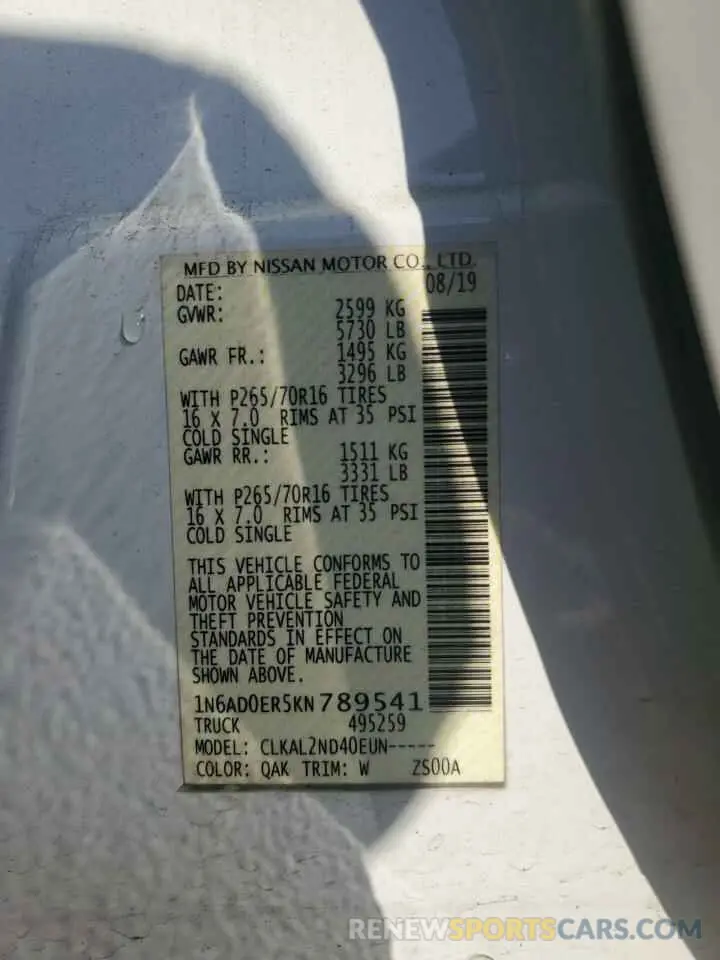 MFD BY NISSAN MOTOR CO., LTD.
DATE: 08/19
GVWR: 2599 KG
5730 LB
GAWR FR.: 1495 KG
3296 LB
WITH P265/70R16 TIRES
16 X 7.0 RIMS AT 35 PSI
COLD SINGLE
GAWR RR.: 1511 KG
3331 LB
WITH P265/70R16 TIRES
16 X 7.0 RIMS AT 35 PSI
COLD SINGLE
THIS VEHICLE CONFORMS TO
ALL APPLICABLE FEDERAL
MOTOR VEHICLE SAFETY AND
THEFT PREVENTION
STANDARDS IN EFFECT ON
THE DATE OF MANUFACTURE
SHOWN ABOVE.
1N6AD0ER5KN789541
TRUCK 495259
MODEL: CLKAL2ND40EUN-----
COLOR: QAK TRIM: W ZS00A
RENEWSPORTSCARS.COM